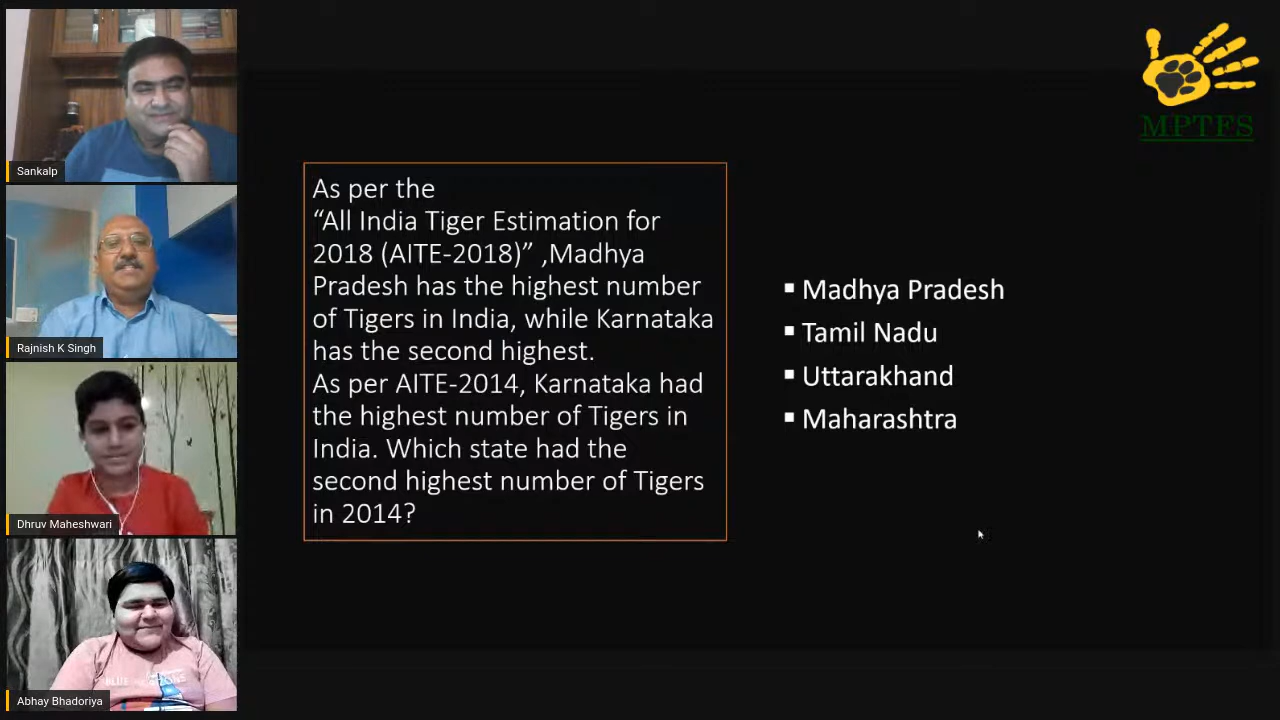 Sankalp
Rajnish K Singh
Dhruv Maheshwari
Abhay Bhadoriya
As per the
“All India Tiger Estimation for
2018 (AITE-2018)” ,Madhya
Pradesh has the highest number
of Tigers in India, while Karnataka
has the second highest.
As per AITE-2014, Karnataka had
the highest number of Tigers in
India. Which state had the
second highest number of Tigers
in 2014?
▪ Madhya Pradesh
▪ Tamil Nadu
▪ Uttarakhand
▪ Maharashtra
MPTFS